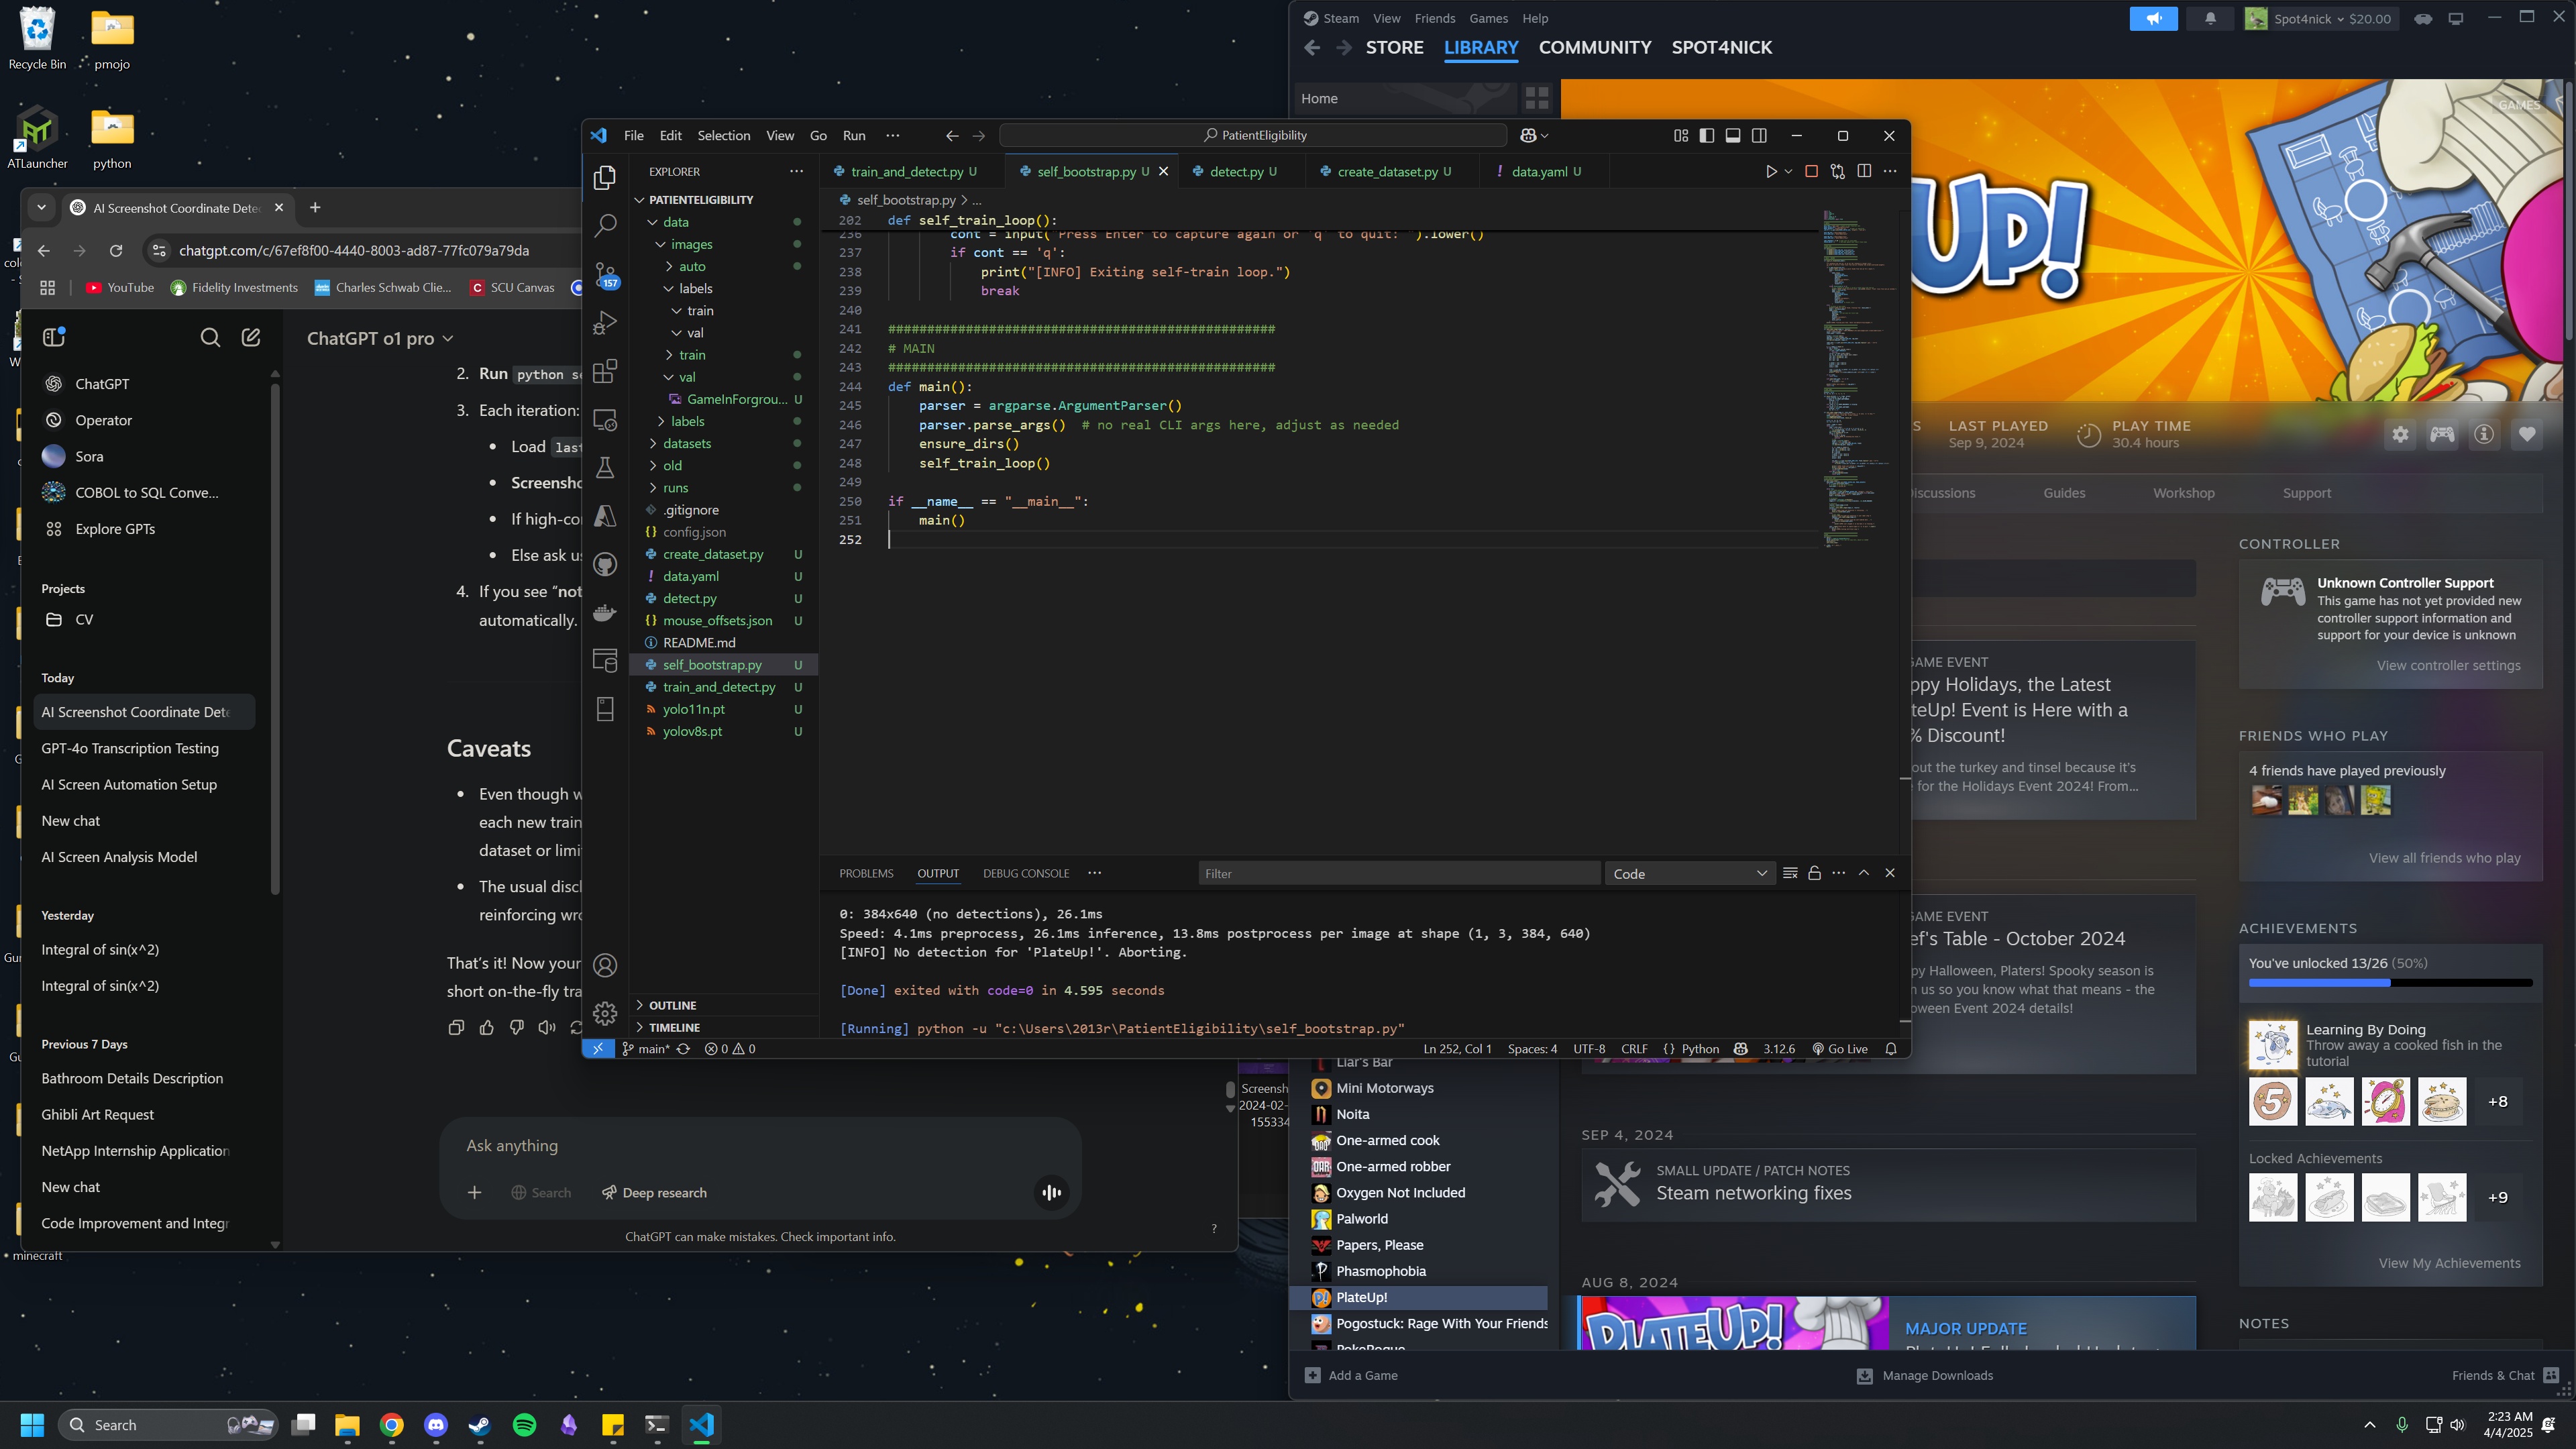 Recycle Bin
pmojo
ATLauncher
python
minecraft
AI Screenshot Coordinate Dete
chatgpt.com/c/67ef8f00-4440-8003-ad87-77fc079a79da
YouTube
Fidelity Investments
Charles Schwab Clie...
SCU Canvas
ChatGPT o1 pro
ChatGPT
Operator
Sora
COBOL to SQL Conve...
Explore GPTs
Projects
CV
Today
AI Screenshot Coordinate Dete
GPT-4o Transcription Testing
AI Screen Automation Setup
New chat
AI Screen Analysis Model
Yesterday
Integral of sin(x^2)
Integral of sin(x^2)
Previous 7 Days
Bathroom Details Description
Ghibli Art Request
NetApp Internship Application
New chat
Code Improvement and Integr
2. Run python se
3. Each iteration:
Load last
Screensho
If high-con
Else ask us
4. If you see “not
automatically.
Caveats
Even though w
each new train
dataset or limi
The usual discl
reinforcing wro
That's it! Now your
short on-the-fly tra
Ask anything
Search
Deep research
ChatGPT can make mistakes. Check important info.
?
Screensh
2024-02-
155334
File Edit Selection View Go Run ...
PatientEligibility
EXPLORER
PATIENTELIGIBILITY
data
images
auto
labels
train
val
train
val
GameInForgrou... U
labels
datasets
old
runs
.gitignore
config.json
create_dataset.py U
data.yaml U
detect.py U
mouse_offsets.json U
README.md
self_bootstrap.py U
train_and_detect.py U
yolo11n.pt U
yolov8s.pt U
OUTLINE
TIMELINE
157
train_and_detect.py U
self_bootstrap.py U
detect.py U
create_dataset.py U
data.yaml U
self_bootstrap.py > ...
202 def self_train_loop():
236 cont = input("Press Enter to capture again or 'q' to quit: ").lower()
237 if cont == 'q':
238 print("[INFO] Exiting self-train loop.")
239 break
240
241 ##################################################
242 # MAIN
243 ##################################################
244 def main():
245 parser = argparse.ArgumentParser()
246 parser.parse_args() # no real CLI args here, adjust as needed
247 ensure_dirs()
248 self_train_loop()
249
250 if __name__ == "__main__":
251 main()
252
PROBLEMS OUTPUT DEBUG CONSOLE ...
Filter
Code
0: 384x640 (no detections), 26.1ms
Speed: 4.1ms preprocess, 26.1ms inference, 13.8ms postprocess per image at shape (1, 3, 384, 640)
[INFO] No detection for 'PlateUp!'. Aborting.
[Done] exited with code=0 in 4.595 seconds
[Running] python -u "c:\Users\2013r\PatientEligibility\self_bootstrap.py"
main* 0 0
Ln 252, Col 1 Spaces: 4 UTF-8 CRLF {} Python 3.12.6 Go Live
Steam View Friends Games Help
Spot4nick $20.00
STORE LIBRARY COMMUNITY SPOT4NICK
Home
GAMES
UP!
LAST PLAYED
Sep 9, 2024
PLAY TIME
30.4 hours
iscussions Guides Workshop Support
GAME EVENT
ppy Holidays, the Latest
teUp! Event is Here with a
% Discount!
out the turkey and tinsel because it's
for the Holidays Event 2024! From...
GAME EVENT
ef's Table - October 2024
py Halloween, Platers! Spooky season is
n us so you know what that means - the
oween Event 2024 details!
SEP 4, 2024
SMALL UPDATE / PATCH NOTES
Steam networking fixes
AUG 8, 2024
PLATEUP!
MAJOR UPDATE
CONTROLLER
Unknown Controller Support
This game has not yet provided new
controller support information and
support for your device is unknown
View controller settings
FRIENDS WHO PLAY
4 friends have played previously
View all friends who play
ACHIEVEMENTS
You've unlocked 13/26 (50%)
Learning By Doing
Throw away a cooked fish in the
tutorial
5
+8
Locked Achievements
+9
View My Achievements
NOTES
Liar's Bar
Mini Motorways
Noita
One-armed cook
One-armed robber
Oxygen Not Included
Palworld
Papers, Please
Phasmophobia
PlateUp!
Pogostuck: Rage With Your Friends
PokeRogue
Add a Game
Manage Downloads
Friends & Chat
Search
2:23 AM
4/4/2025